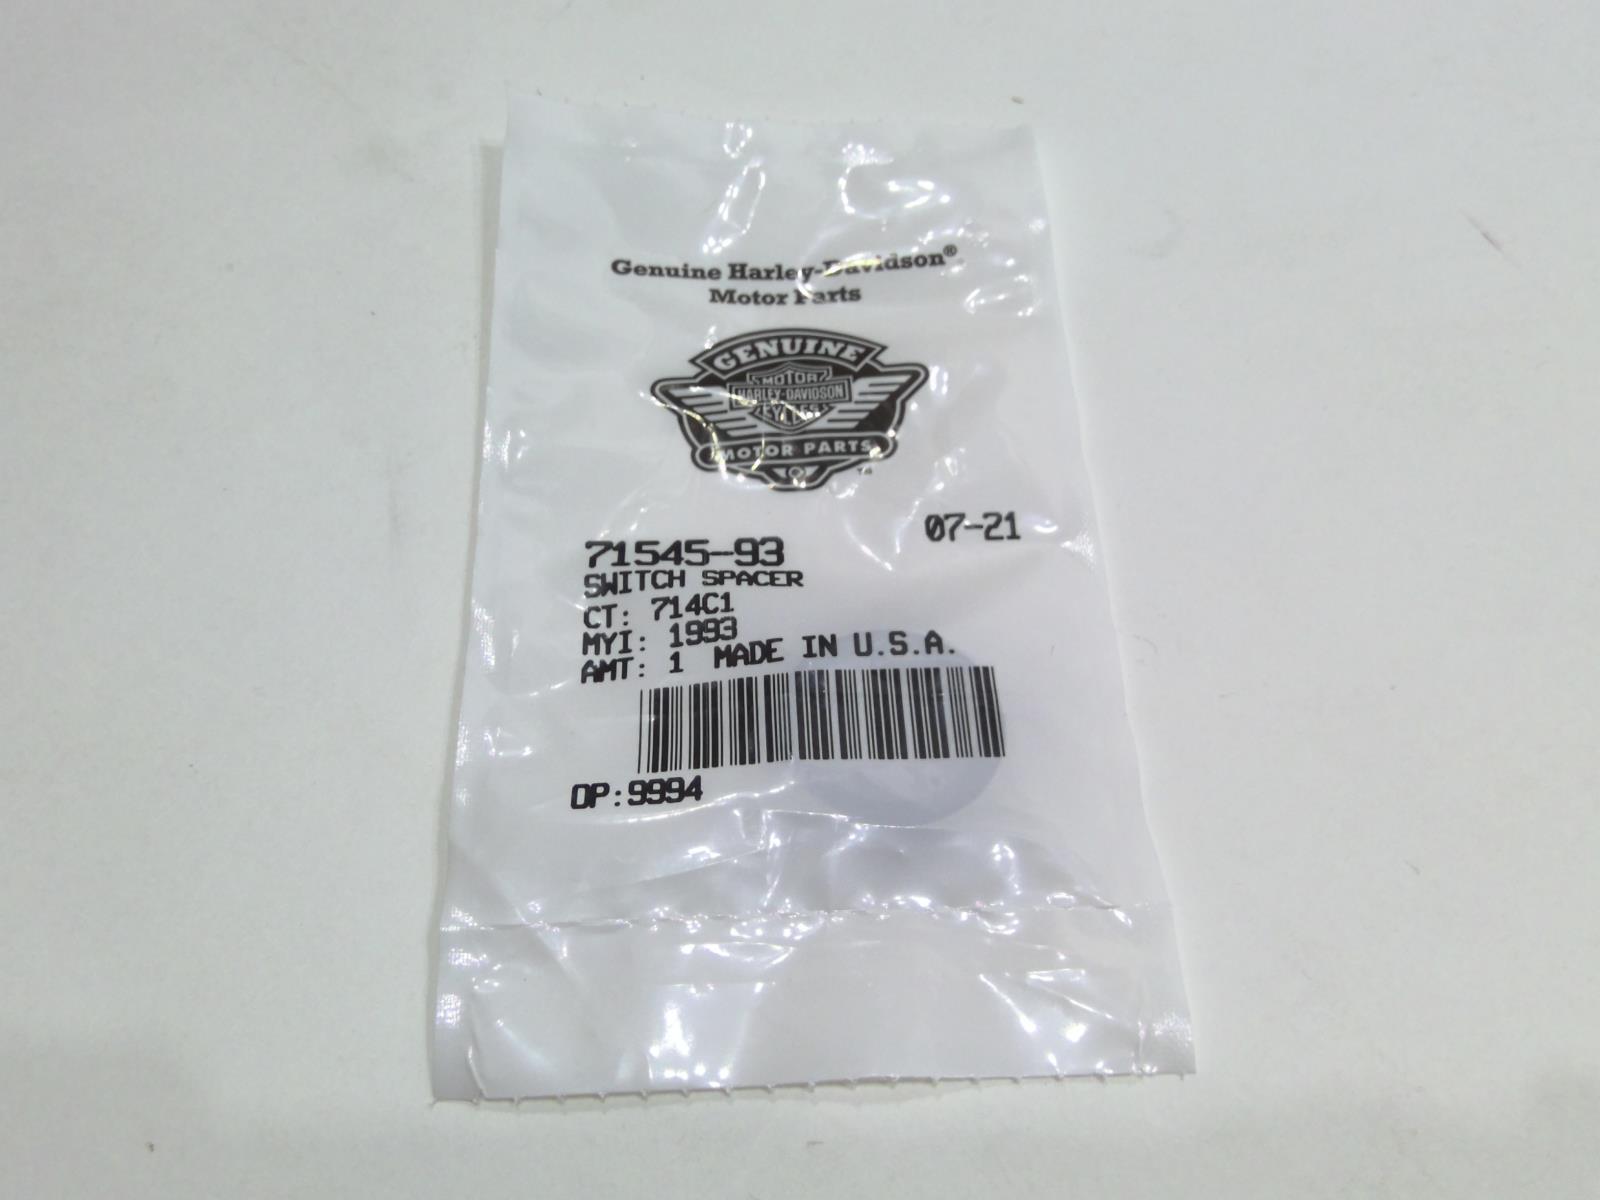 Genuine Harley-Davidson®
Motor Parts
GENUINE
MOTOR
HARLEY-DAVIDSON
CYCLES
MOTOR PARTS
TM
07-21
71545-93
SWITCH SPACER
CT: 714C1
MYI: 1993
AMT: 1 MADE IN U.S.A.
OP:9994